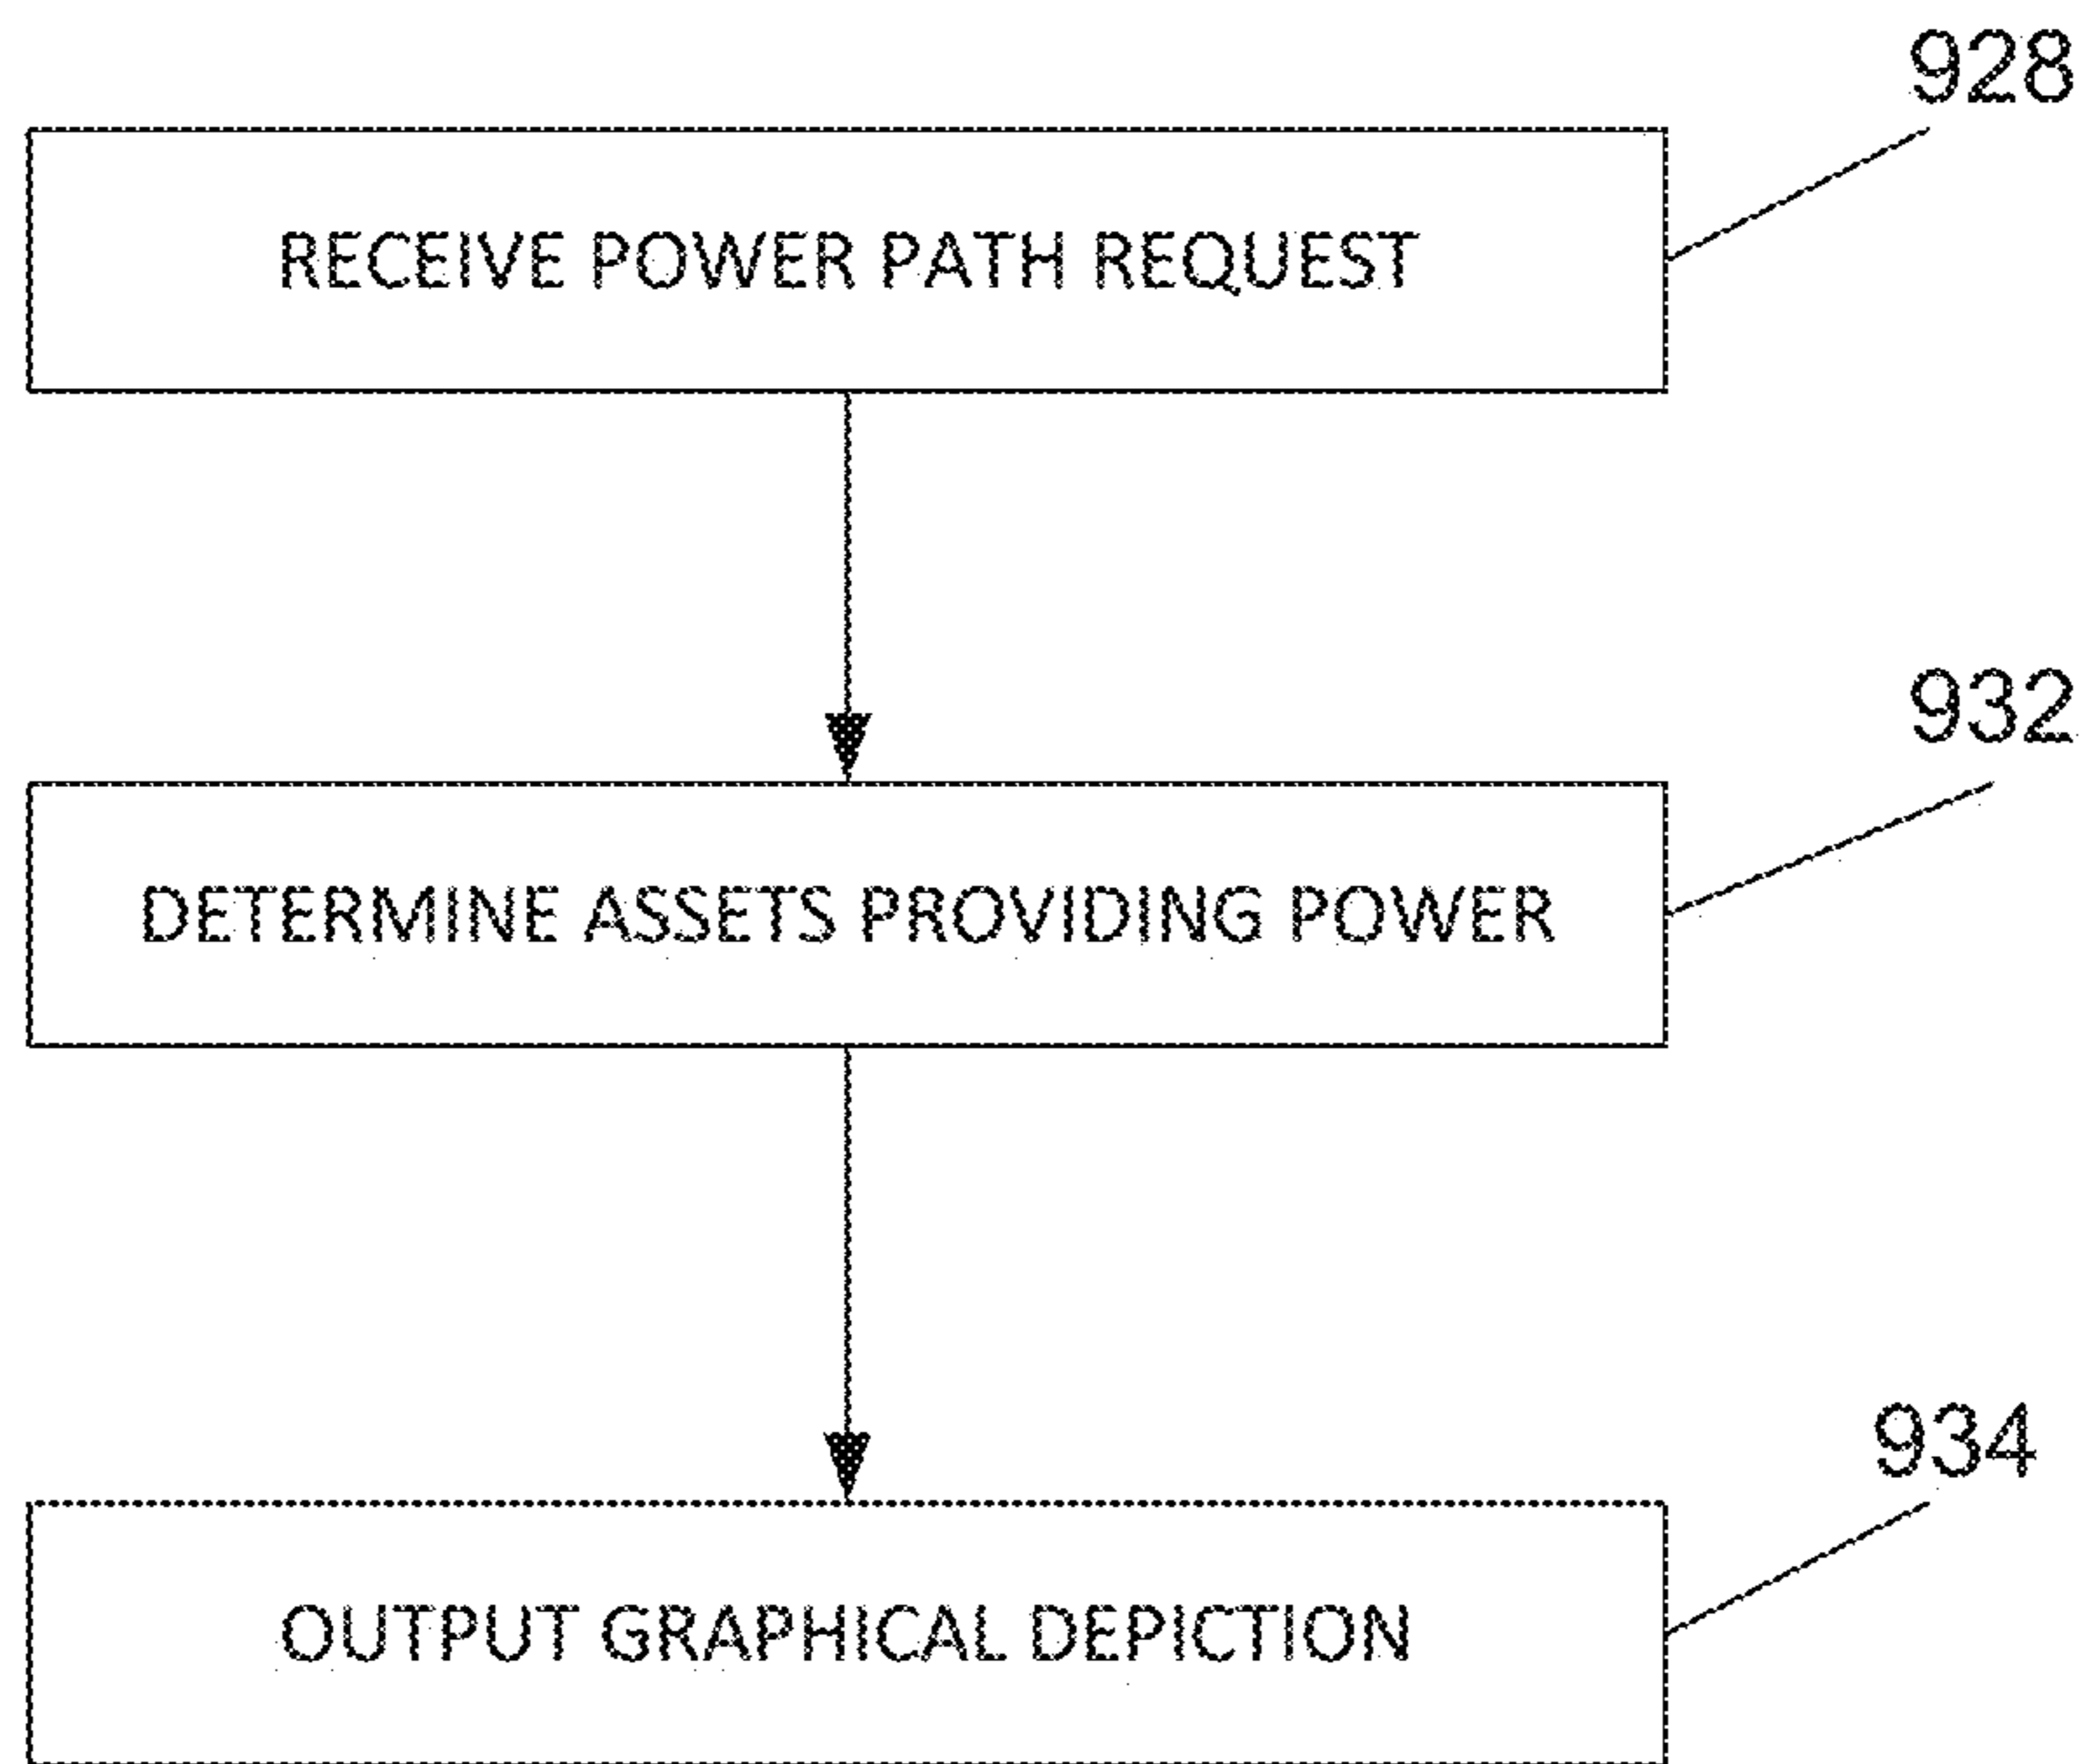 928
RECEIVE POWER PATH REQUEST
932
DETERMINE ASSETS PROVIDING POWER
934
OUTPUT GRAPHICAL DEPICTION